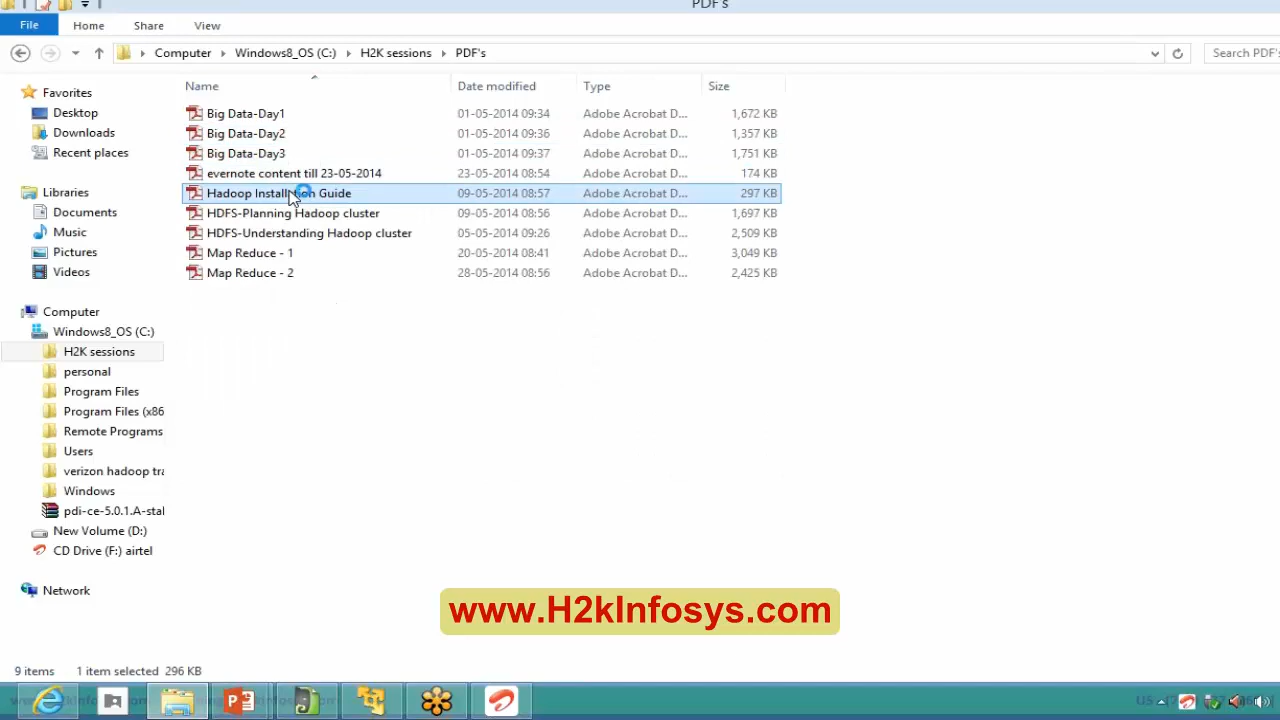 PDF's
File Home Share View
Computer Windows8_OS (C:) H2K sessions PDF's Search PDF's
Name Date modified Type Size
Favorites
Desktop
Downloads
Recent places
Libraries
Documents
Music
Pictures
Videos
Computer
Windows8_OS (C:)
H2K sessions
personal
Program Files
Program Files (x86
Remote Programs
Users
verizon hadoop tra
Windows
pdi-ce-5.0.1.A-stal
New Volume (D:)
CD Drive (F:) airtel
Network
Big Data-Day1 01-05-2014 09:34 Adobe Acrobat D... 1,672 KB
Big Data-Day2 01-05-2014 09:36 Adobe Acrobat D... 1,357 KB
Big Data-Day3 01-05-2014 09:37 Adobe Acrobat D... 1,751 KB
evernote content till 23-05-2014 23-05-2014 08:54 Adobe Acrobat D... 174 KB
Hadoop Installation Guide 09-05-2014 08:57 Adobe Acrobat D... 297 KB
HDFS-Planning Hadoop cluster 09-05-2014 08:56 Adobe Acrobat D... 1,697 KB
HDFS-Understanding Hadoop cluster 05-05-2014 09:26 Adobe Acrobat D... 2,509 KB
Map Reduce - 1 20-05-2014 08:41 Adobe Acrobat D... 3,049 KB
Map Reduce - 2 28-05-2014 08:56 Adobe Acrobat D... 2,425 KB
www.H2kInfosys.com
9 items 1 item selected 296 KB